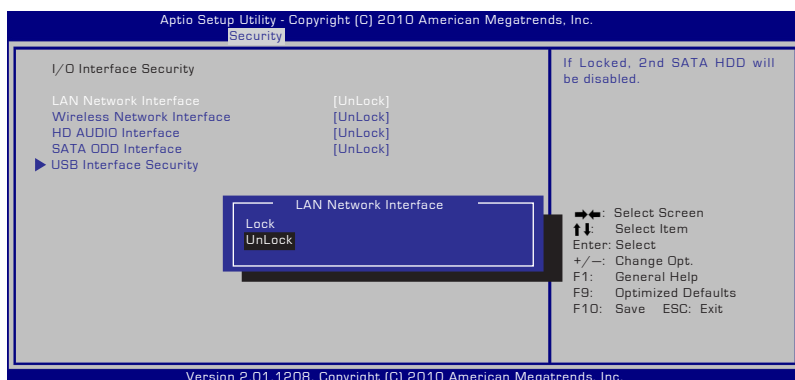 Aptio Setup Utility - Copyright (C) 2010 American Megatrends, Inc.
Security
I/O Interface Security
LAN Network Interface [UnLock]
Wireless Network Interface [UnLock]
HD AUDIO Interface [UnLock]
SATA ODD Interface [UnLock]
USB Interface Security
If Locked, 2nd SATA HDD will
be disabled.
LAN Network Interface
Lock
UnLock
→←: Select Screen
↑↓: Select Item
Enter: Select
+/—: Change Opt.
F1: General Help
F9: Optimized Defaults
F10: Save ESC: Exit
Version 2.01.1208. Copyright (C) 2010 American Megatrends, Inc.